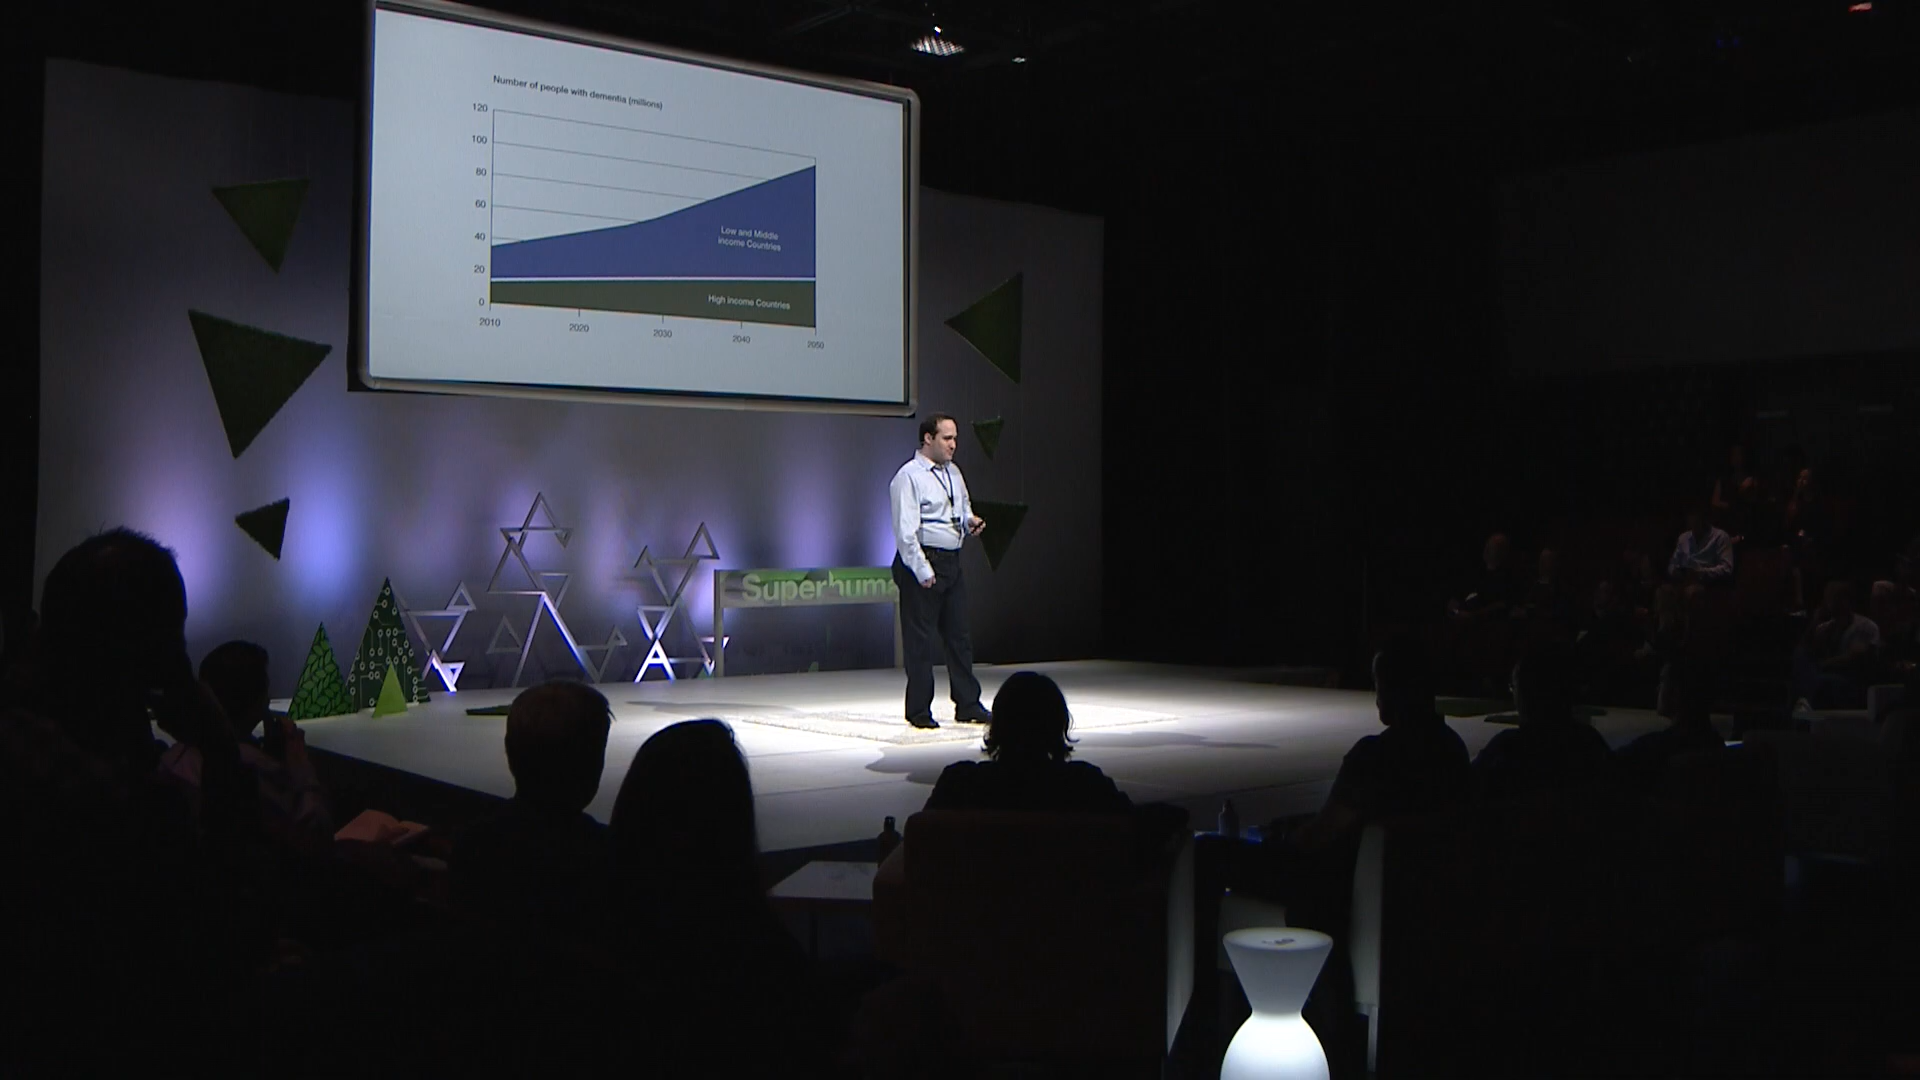 Number of people with dementia (millions)
120
100
80
60
40
20
0
Low and Middle
income Countries
High income Countries
2010
2020
2030
2040
2050
Superhuma